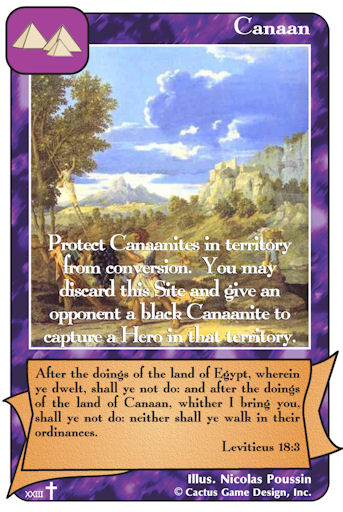 Canaan
Protect Canaanites in territory
from conversion. You may
discard this Site and give an
opponent a black Canaanite to
capture a Hero in that territory.
After the doings of the land of Egypt, wherein
ye dwelt, shall ye not do: and after the doings
of the land of Canaan, whither I bring you,
shall ye not do: neither shall ye walk in their
ordinances.
Leviticus 18:3
XXIII
Illus. Nicolas Poussin
© Cactus Game Design, Inc.